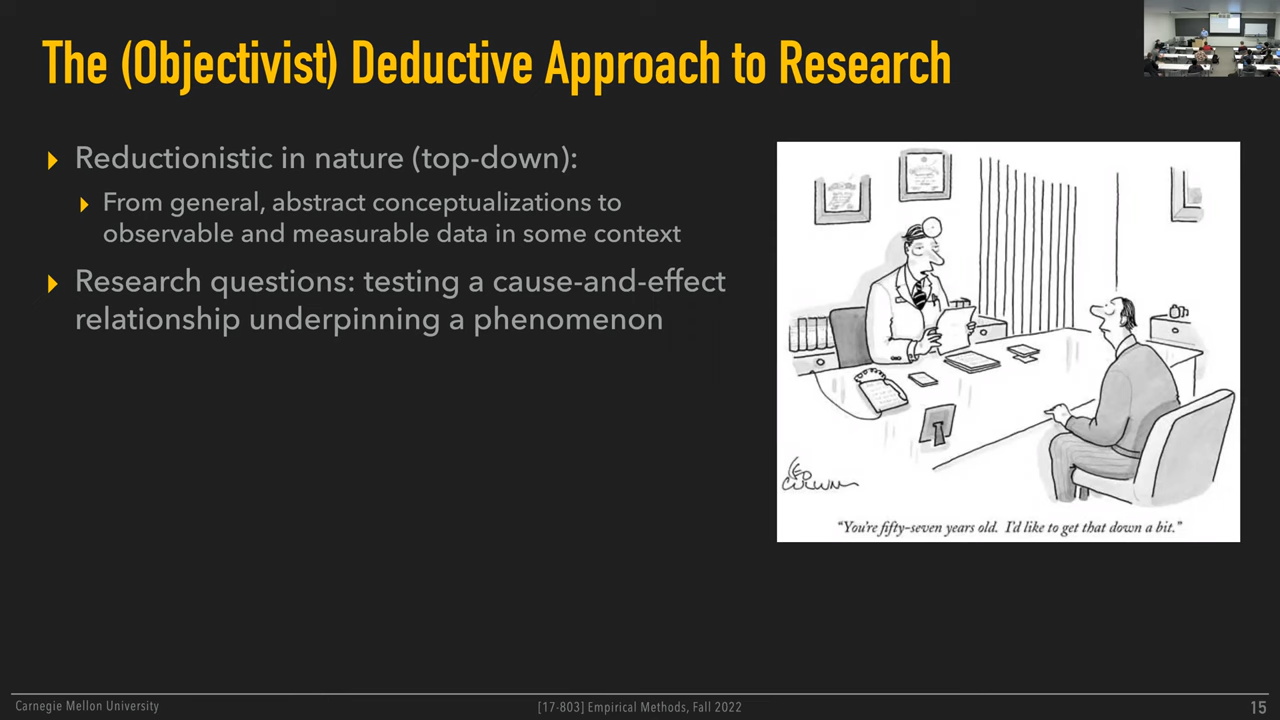 The (Objectivist) Deductive Approach to Research
Reductionistic in nature (top-down):
From general, abstract conceptualizations to
observable and measurable data in some context
Research questions: testing a cause-and-effect
relationship underpinning a phenomenon
"You're fifty-seven years old. I'd like to get that down a bit."
Carnegie Mellon University
[17-803] Empirical Methods, Fall 2022
15